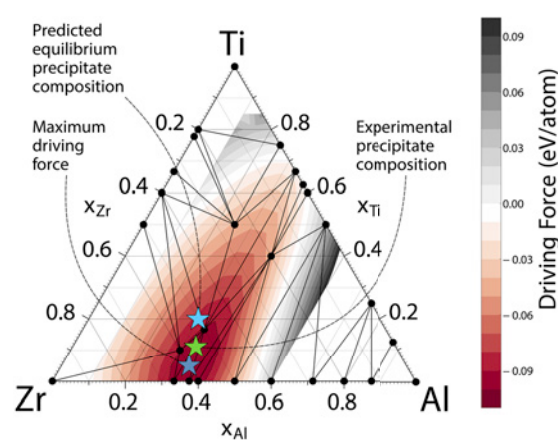 Predicted
equilibrium
precipitate
composition
Maximum
driving
force
Ti
0.2
0.8
Experimental
precipitate
composition
0.4
0.6
xZr
xTi
0.6
0.4
0.8
0.2
Zr
Al
0.2
0.4
0.6
0.8
xAl
0.09
0.06
0.03
0.00
−0.03
−0.06
−0.09
Driving Force (eV/atom)